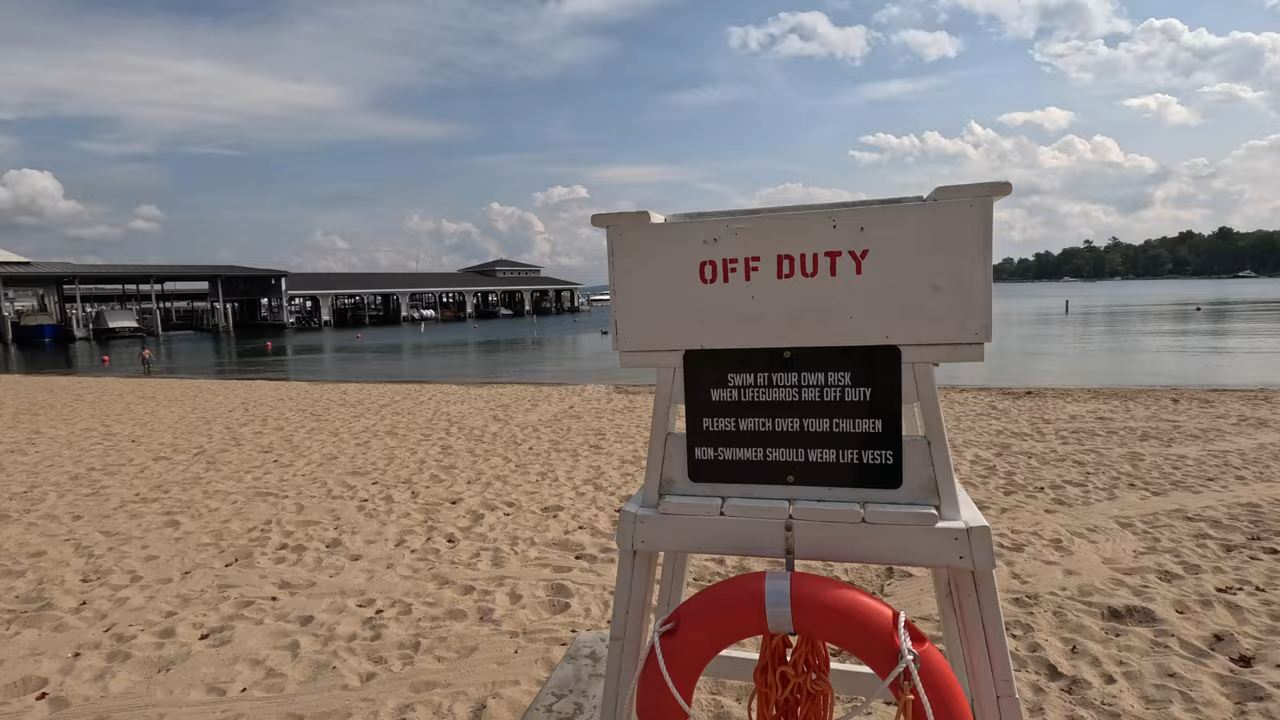 OFF DUTY
SWIM AT YOUR OWN RISK
WHEN LIFEGUARDS ARE OFF DUTY
PLEASE WATCH OVER YOUR CHILDREN
NON-SWIMMER SHOULD WEAR LIFE VESTS